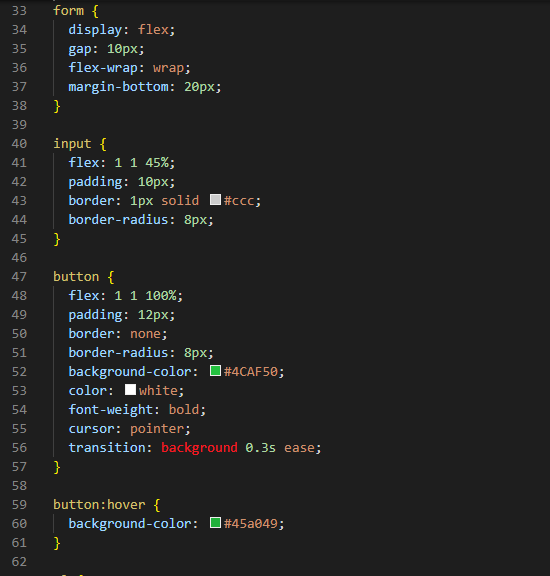 33 form {
34 display: flex;
35 gap: 10px;
36 flex-wrap: wrap;
37 margin-bottom: 20px;
38 }
39
40 input {
41 flex: 1 1 45%;
42 padding: 10px;
43 border: 1px solid #ccc;
44 border-radius: 8px;
45 }
46
47 button {
48 flex: 1 1 100%;
49 padding: 12px;
50 border: none;
51 border-radius: 8px;
52 background-color: #4CAF50;
53 color: white;
54 font-weight: bold;
55 cursor: pointer;
56 transition: background 0.3s ease;
57 }
58
59 button:hover {
60 background-color: #45a049;
61 }
62